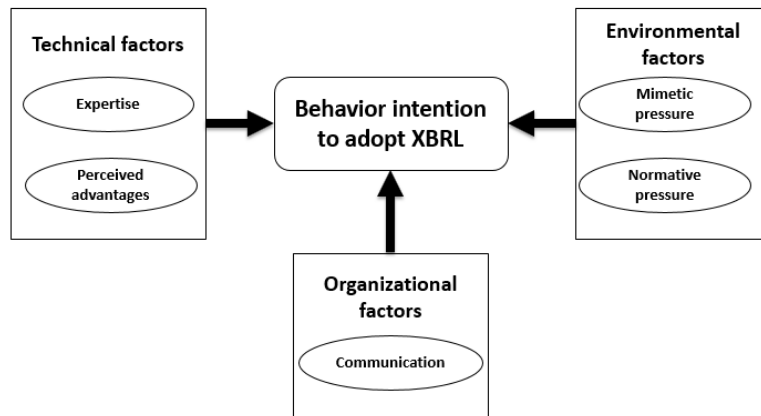 Technical factors
Expertise
Perceived
advantages
Behavior intention
to adopt XBRL
Environmental
factors
Mimetic
pressure
Normative
pressure
Organizational
factors
Communication